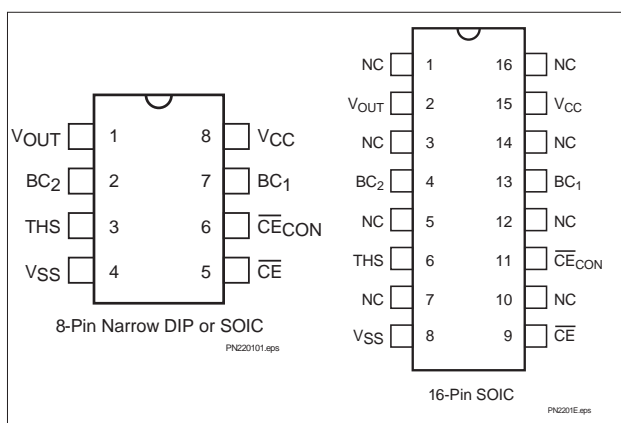 VOUT 1 8 VCC
BC2 2 7 BC1
THS 3 6 CECON
VSS 4 5 CE
8-Pin Narrow DIP or SOIC
PN220101.eps
NC 1 16 NC
VOUT 2 15 VCC
NC 3 14 NC
BC2 4 13 BC1
NC 5 12 NC
THS 6 11 CECON
NC 7 10 NC
VSS 8 9 CE
16-Pin SOIC
PN2201E.eps